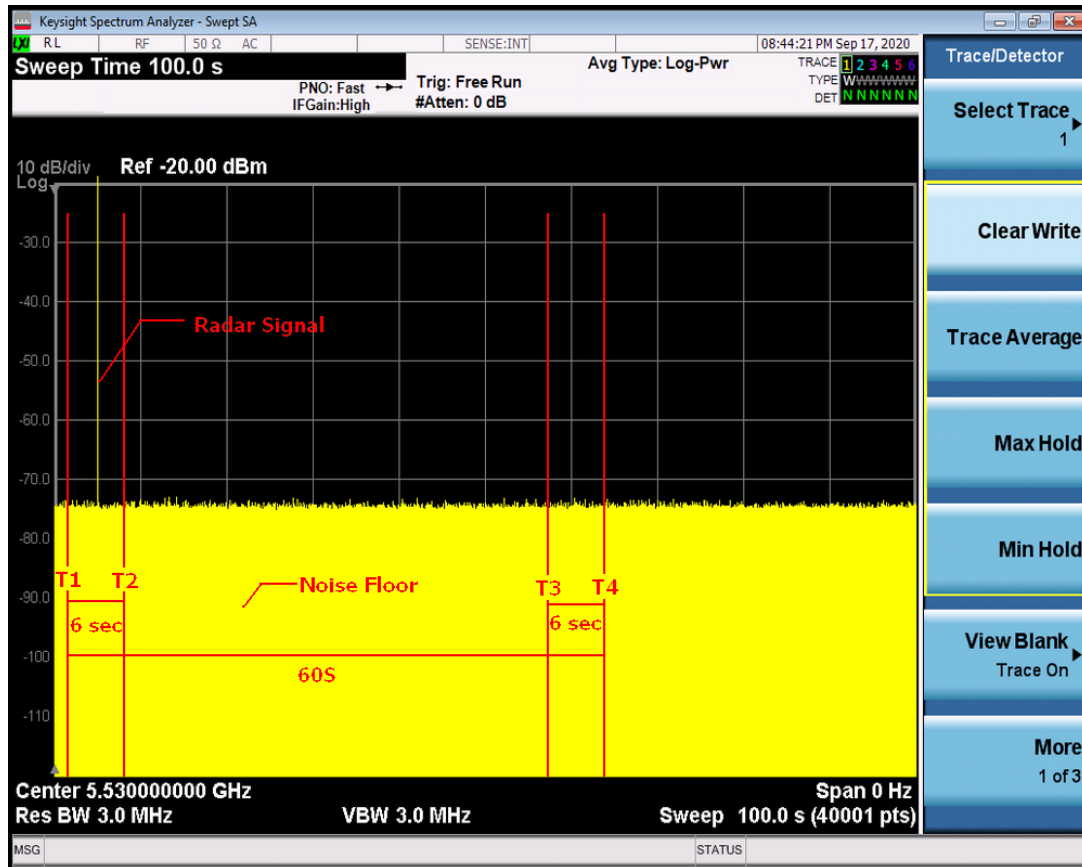 Keysight Spectrum Analyzer - Swept SA
LXI RL RF 50 Ω AC SENSE:INT 08:44:21 PM Sep 17, 2020
Sweep Time 100.0 s
PNO: Fast
IFGain:High
Trig: Free Run
#Atten: 0 dB
Avg Type: Log-Pwr
TRACE 1 2 3 4 5 6
TYPE WWWWWW
DET N N N N N N
10 dB/div
Log
Ref -20.00 dBm
-30.0
-40.0
-50.0
-60.0
-70.0
-80.0
-90.0
-100
-110
Radar Signal
T1 T2 Noise Floor T3 T4
6 sec 6 sec
60S
Center 5.530000000 GHz Span 0 Hz
Res BW 3.0 MHz VBW 3.0 MHz Sweep 100.0 s (40001 pts)
MSG STATUS
Trace/Detector
Select Trace
1
Clear Write
Trace Average
Max Hold
Min Hold
View Blank
Trace On
More
1 of 3